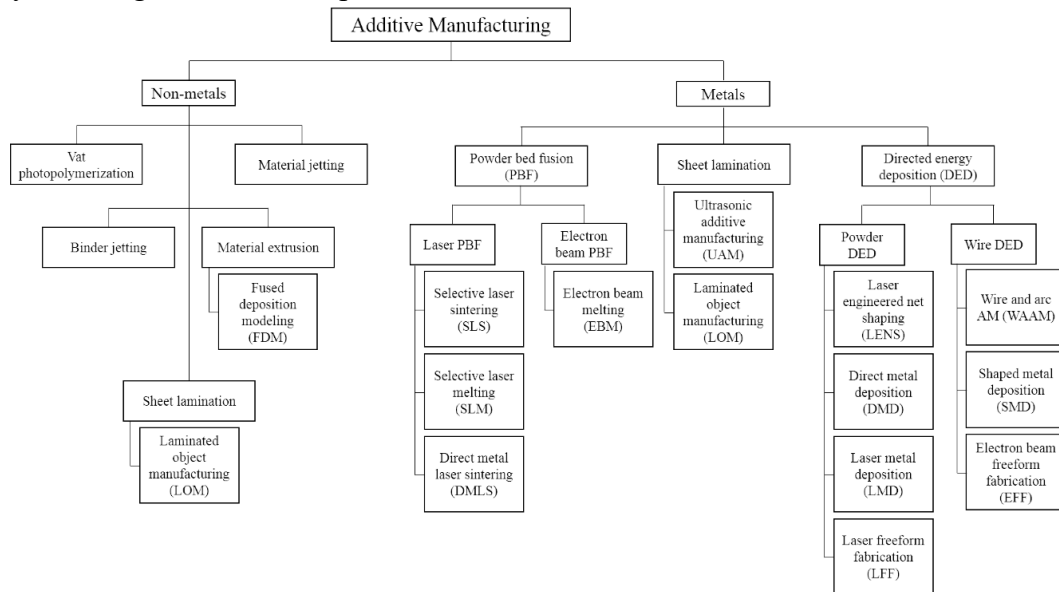 Additive Manufacturing
Non-metals
Metals
Vat
photopolymerization
Material jetting
Binder jetting
Material extrusion
Fused
deposition
modeling
(FDM)
Sheet lamination
Laminated
object
manufacturing
(LOM)
Powder bed fusion
(PBF)
Laser PBF
Selective laser
sintering
(SLS)
Selective laser
melting
(SLM)
Direct metal
laser sintering
(DMLS)
Electron
beam PBF
Electron beam
melting
(EBM)
Sheet lamination
Ultrasonic
additive
manufacturing
(UAM)
Laminated
object
manufacturing
(LOM)
Directed energy
deposition (DED)
Powder
DED
Laser
engineered net
shaping
(LENS)
Direct metal
deposition
(DMD)
Laser metal
deposition
(LMD)
Laser freeform
fabrication
(LFF)
Wire DED
Wire and arc
AM (WAAM)
Shaped metal
deposition
(SMD)
Electron beam
freeform
fabrication
(EFF)